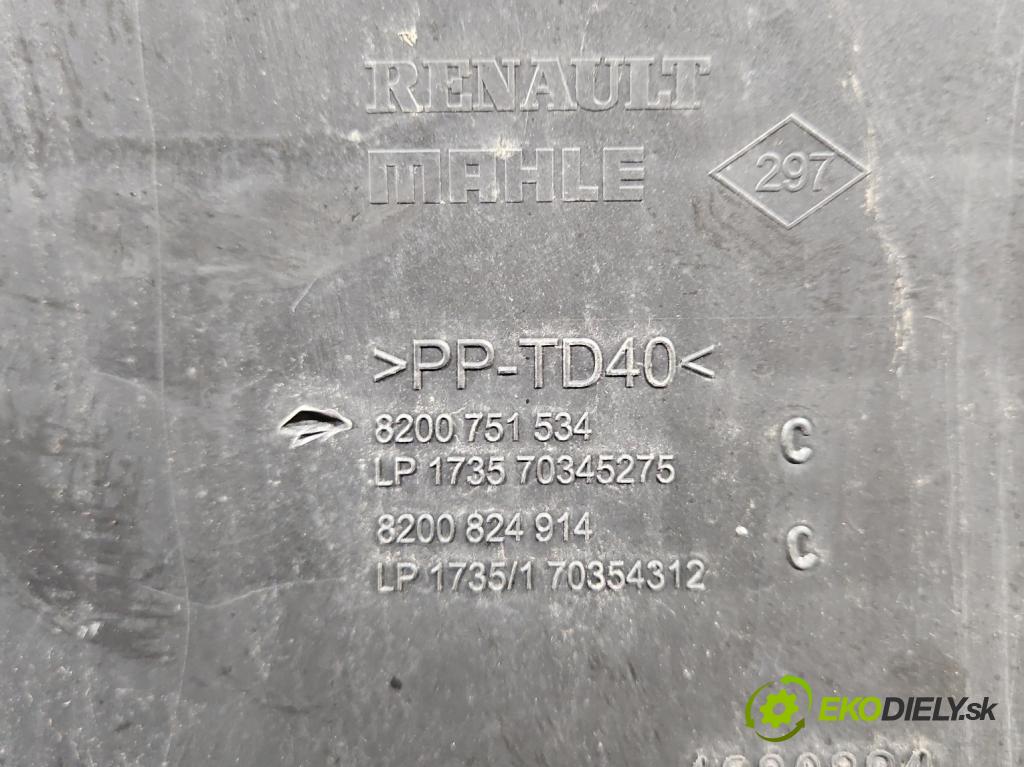 RENAULT
MAHLE
297
>PP-TD40<
8200 751 534 C
LP 1735 70345275
8200 824 914 C
LP 1735/1 70354312
EKODIELY.sk